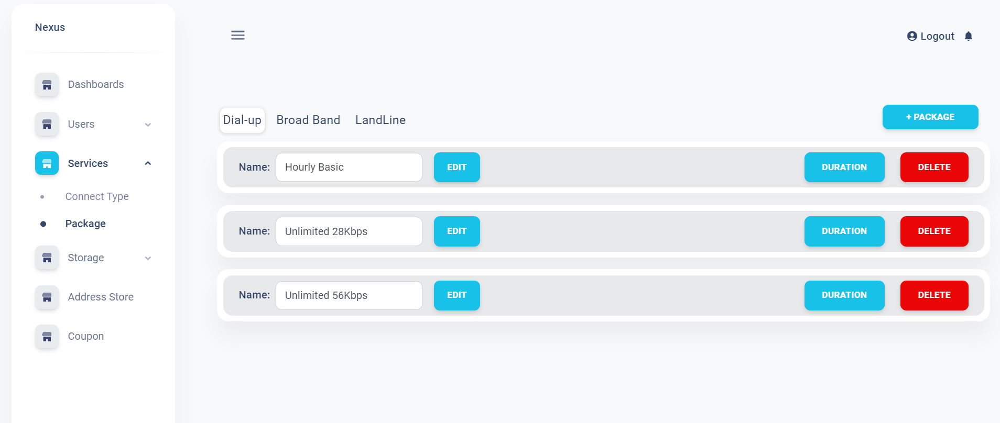 Nexus
Logout
Dashboards
Users
Services
Connect Type
Package
Storage
Address Store
Coupon
Dial-up Broad Band LandLine
+ PACKAGE
Name: Hourly Basic EDIT DURATION DELETE
Name: Unlimited 28Kbps EDIT DURATION DELETE
Name: Unlimited 56Kbps EDIT DURATION DELETE